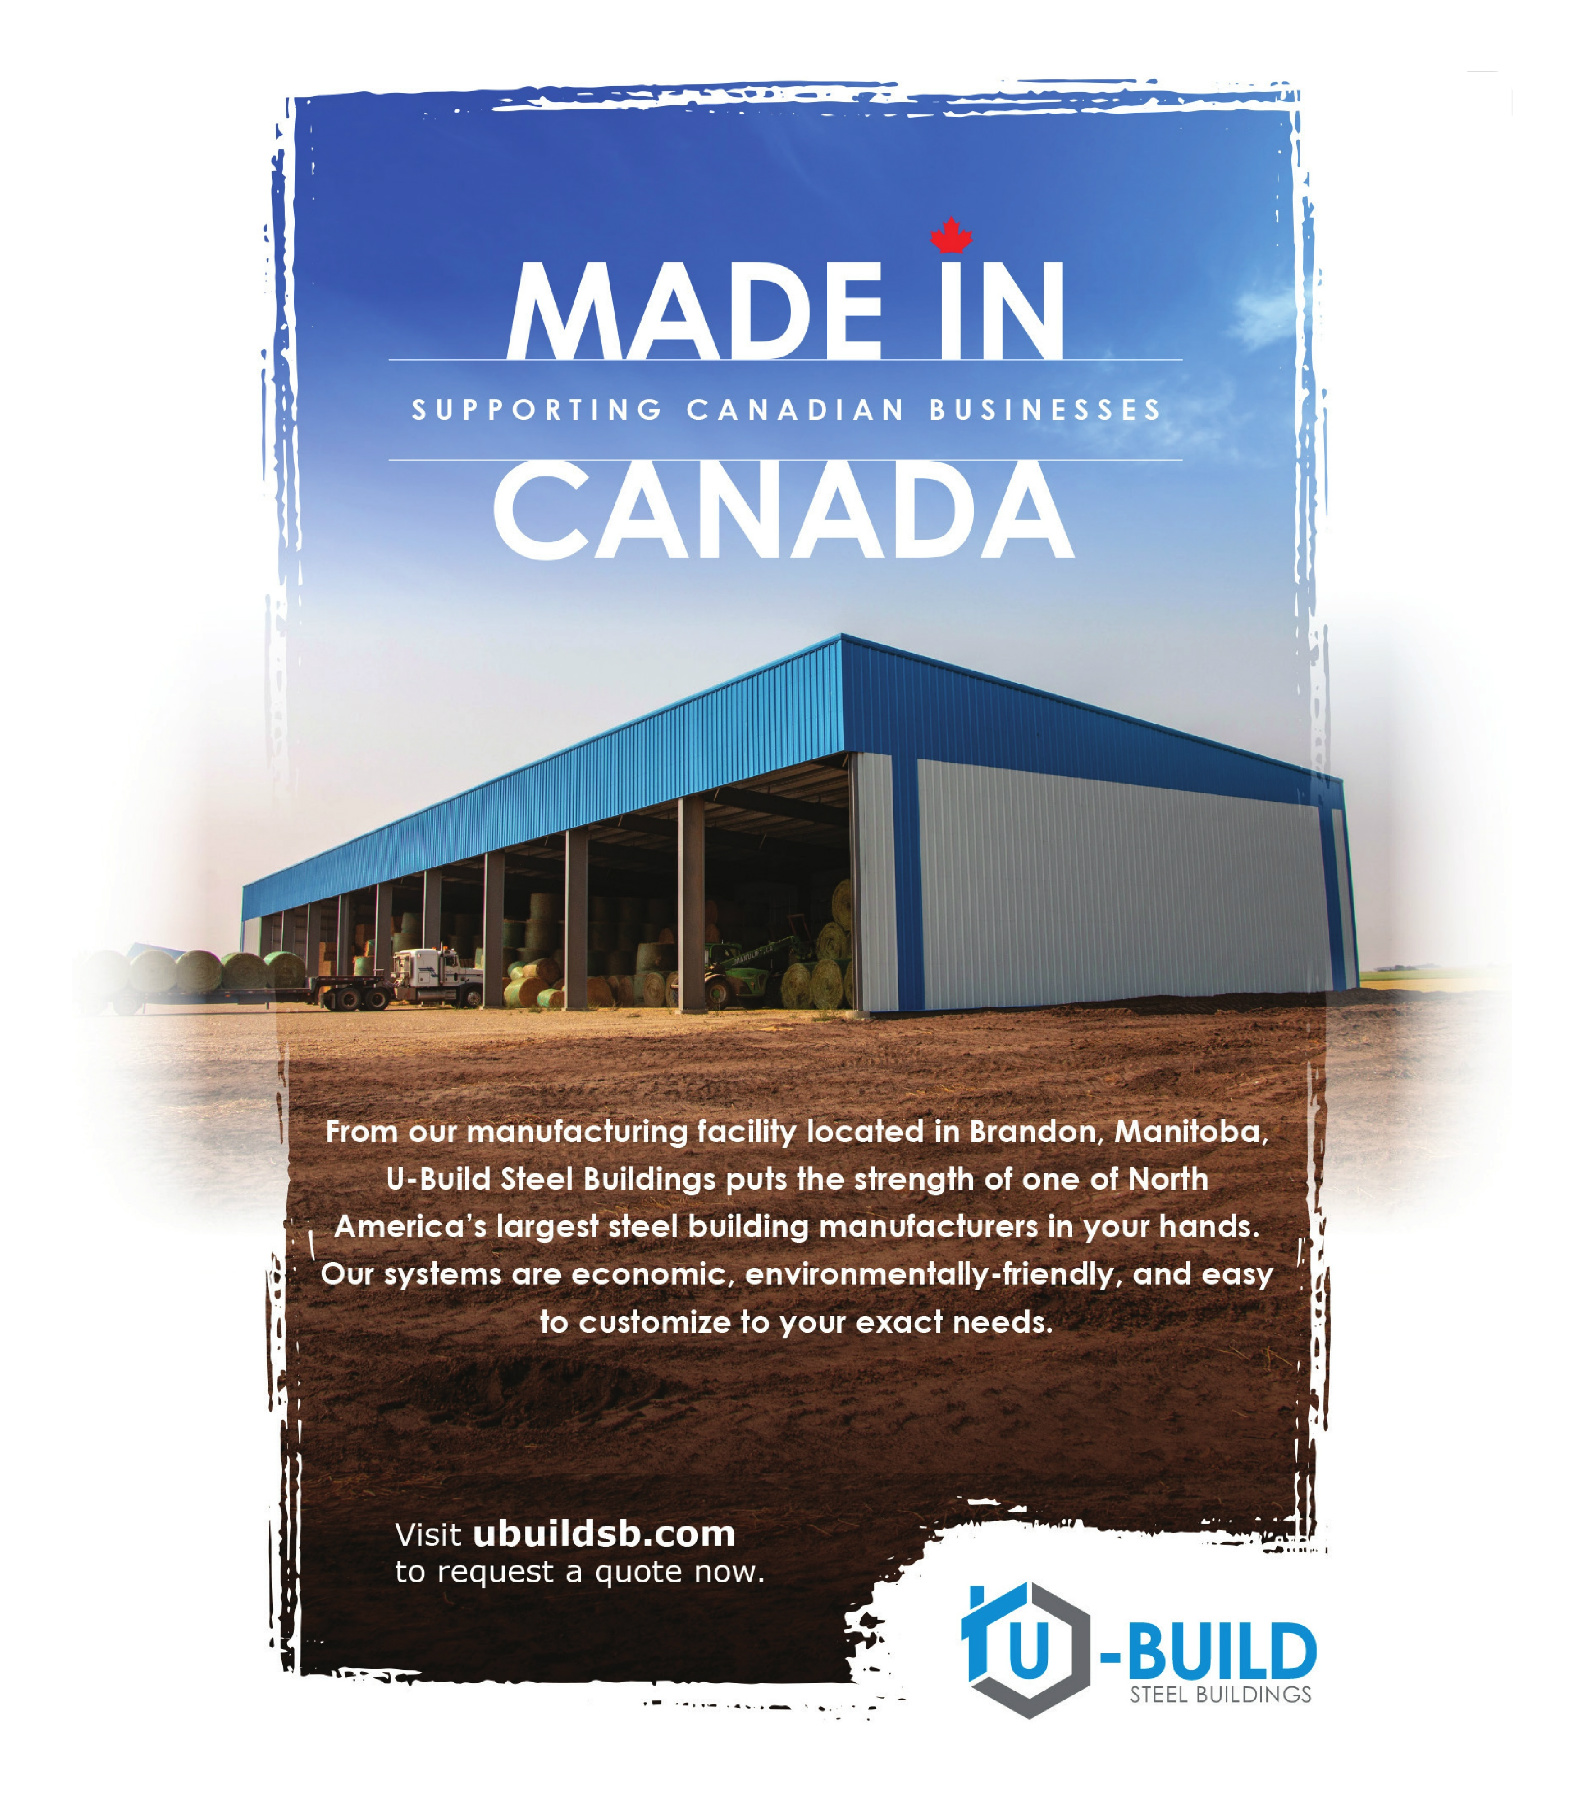 MADE IN
SUPPORTING CANADIAN BUSINESSES
CANADA
From our manufacturing facility located in Brandon, Manitoba,
U-Build Steel Buildings puts the strength of one of North
America’s largest steel building manufacturers in your hands.
Our systems are economic, environmentally-friendly, and easy
to customize to your exact needs.
Visit ubuildsb.com
to request a quote now.
U-BUILD
STEEL BUILDINGS